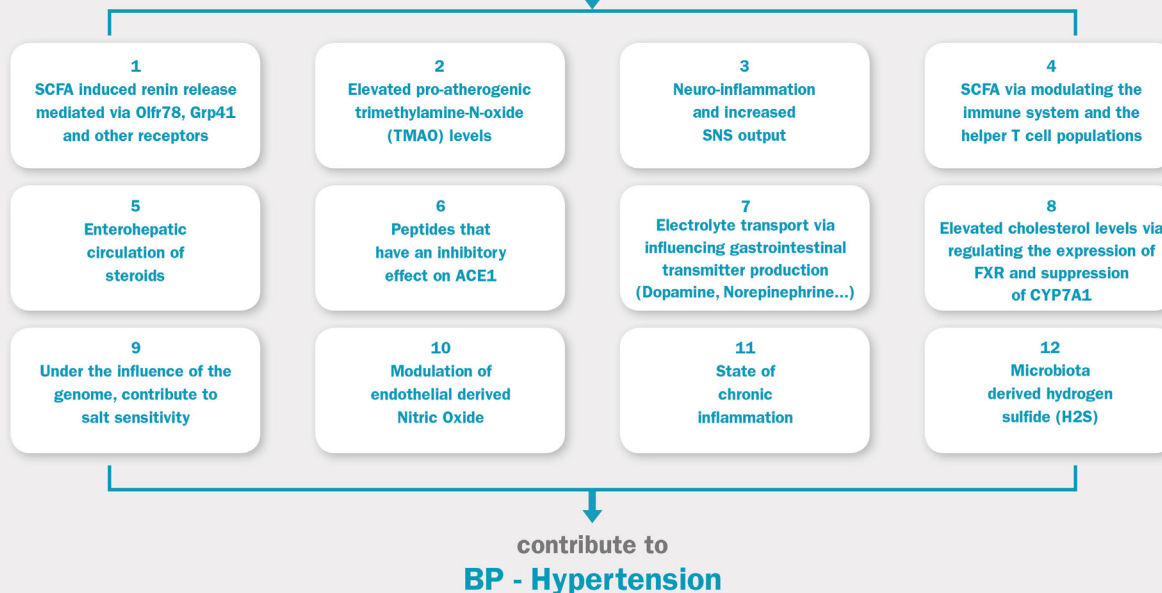 1
SCFA induced renin release
mediated via Olfr78, Grp41
and other receptors
2
Elevated pro-atherogenic
trimethylamine-N-oxide
(TMAO) levels
3
Neuro-inflammation
and increased
SNS output
4
SCFA via modulating the
immune system and the
helper T cell populations
5
Enterohepatic
circulation of
steroids
6
Peptides that
have an inhibitory
effect on ACE1
7
Electrolyte transport via
influencing gastrointestinal
transmitter production
(Dopamine, Norepinephrine...)
8
Elevated cholesterol levels via
regulating the expression of
FXR and suppression
of CYP7A1
9
Under the influence of the
genome, contribute to
salt sensitivity
10
Modulation of
endothelial derived
Nitric Oxide
11
State of
chronic
inflammation
12
Microbiota
derived hydrogen
sulfide (H2S)
contribute to
BP - Hypertension